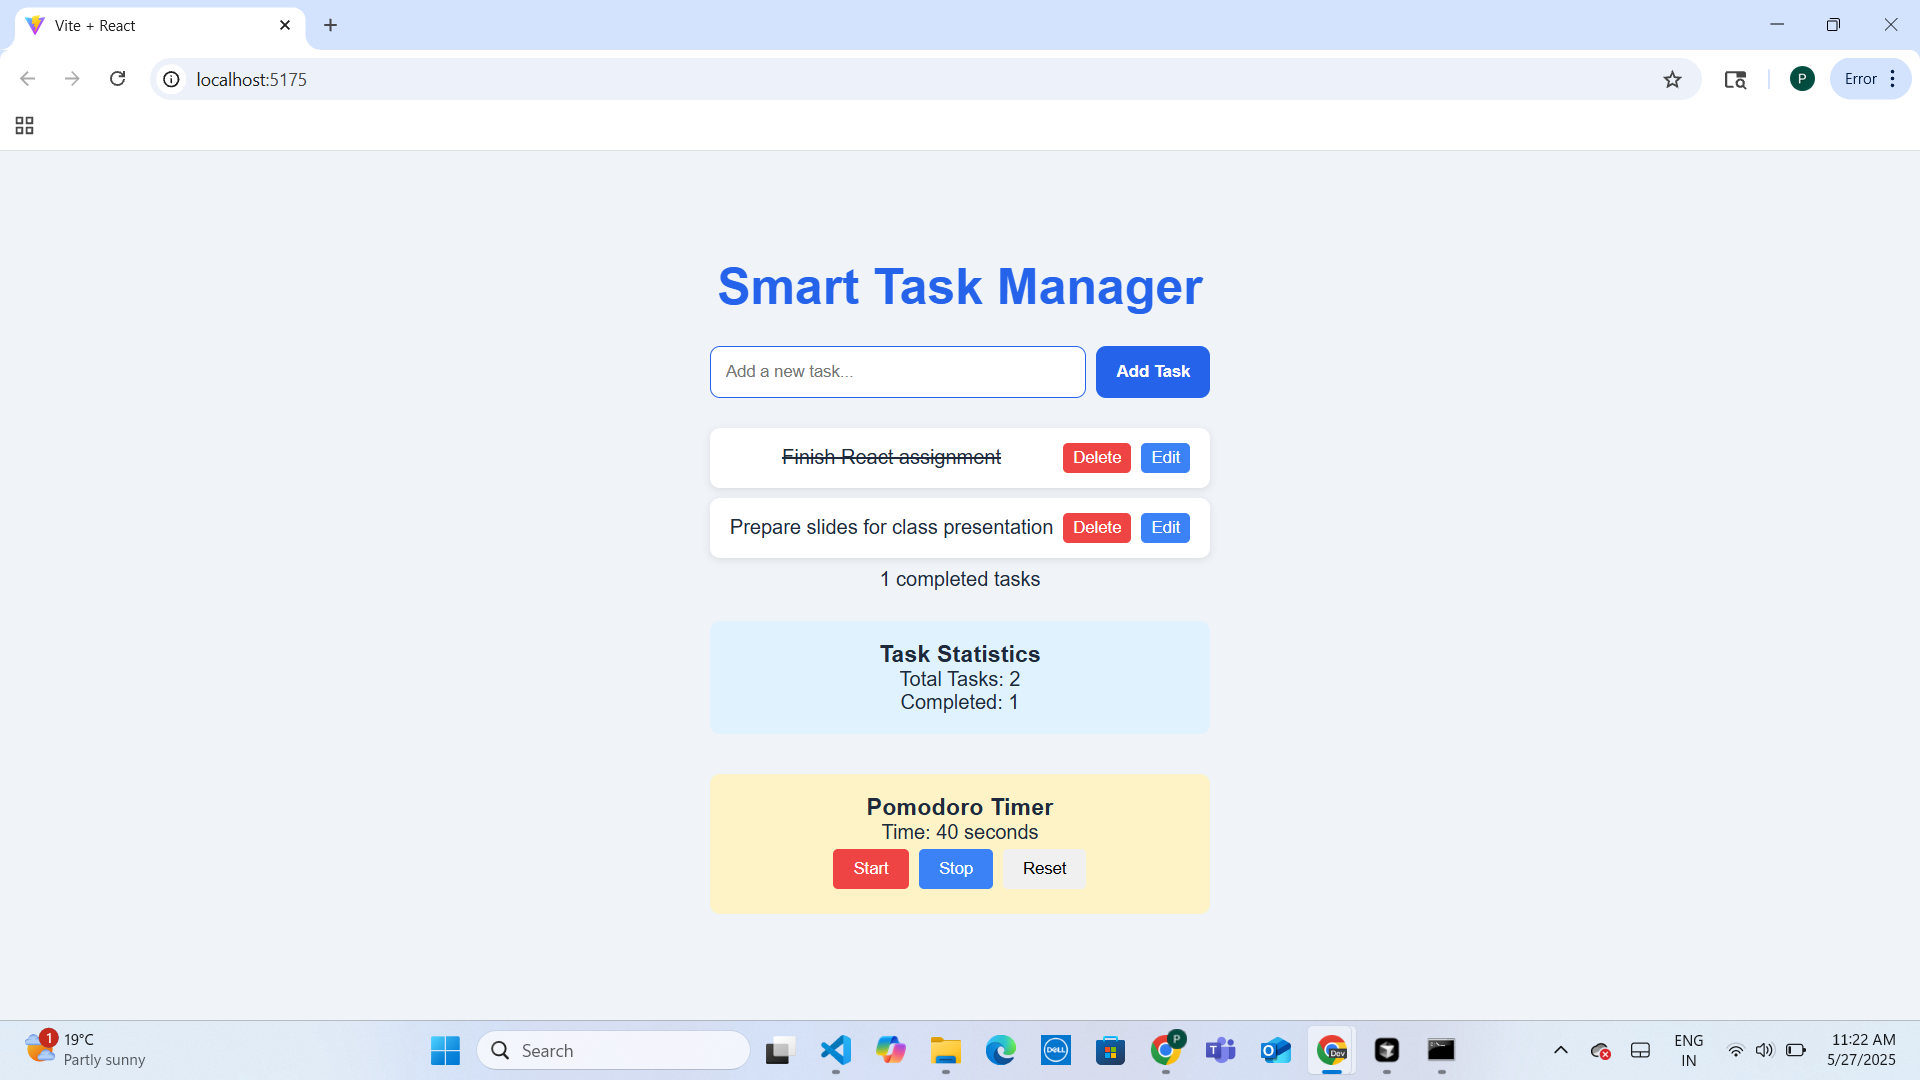 Vite + React
localhost:5175
P
Error
Smart Task Manager
Add a new task...
Add Task
Finish React assignment
Delete
Edit
Prepare slides for class presentation
Delete
Edit
1 completed tasks
Task Statistics
Total Tasks: 2
Completed: 1
Pomodoro Timer
Time: 40 seconds
Start
Stop
Reset
1
19°C
Partly sunny
Search
DELL
P
T
O
Dev
ENG
IN
11:22 AM
5/27/2025